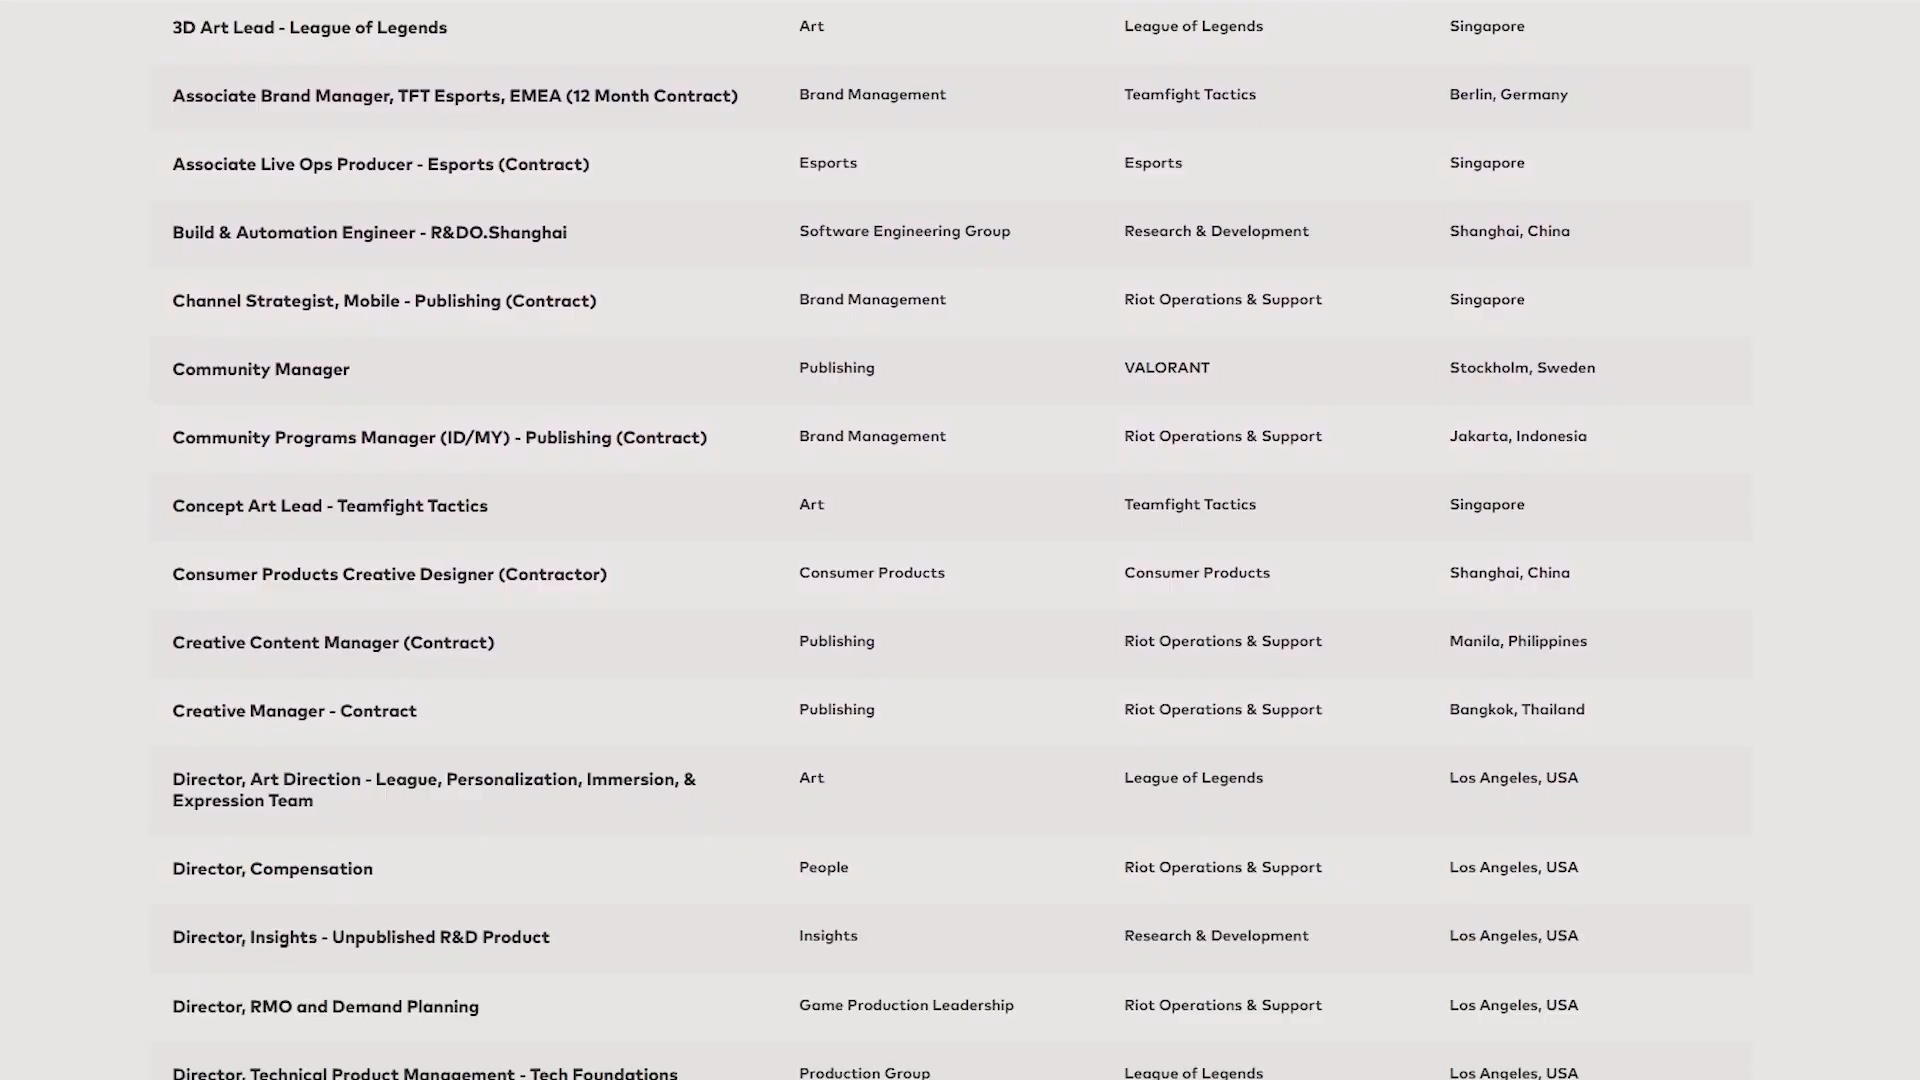 3D Art Lead - League of Legends Art League of Legends Singapore
Associate Brand Manager, TFT Esports, EMEA (12 Month Contract) Brand Management Teamfight Tactics Berlin, Germany
Associate Live Ops Producer - Esports (Contract) Esports Esports Singapore
Build & Automation Engineer - R&DO.Shanghai Software Engineering Group Research & Development Shanghai, China
Channel Strategist, Mobile - Publishing (Contract) Brand Management Riot Operations & Support Singapore
Community Manager Publishing VALORANT Stockholm, Sweden
Community Programs Manager (ID/MY) - Publishing (Contract) Brand Management Riot Operations & Support Jakarta, Indonesia
Concept Art Lead - Teamfight Tactics Art Teamfight Tactics Singapore
Consumer Products Creative Designer (Contractor) Consumer Products Consumer Products Shanghai, China
Creative Content Manager (Contract) Publishing Riot Operations & Support Manila, Philippines
Creative Manager - Contract Publishing Riot Operations & Support Bangkok, Thailand
Director, Art Direction - League, Personalization, Immersion, & Art League of Legends Los Angeles, USA
Expression Team
Director, Compensation People Riot Operations & Support Los Angeles, USA
Director, Insights - Unpublished R&D Product Insights Research & Development Los Angeles, USA
Director, RMO and Demand Planning Game Production Leadership Riot Operations & Support Los Angeles, USA
Director, Technical Product Management - Tech Foundations Production Group League of Legends Los Angeles, USA